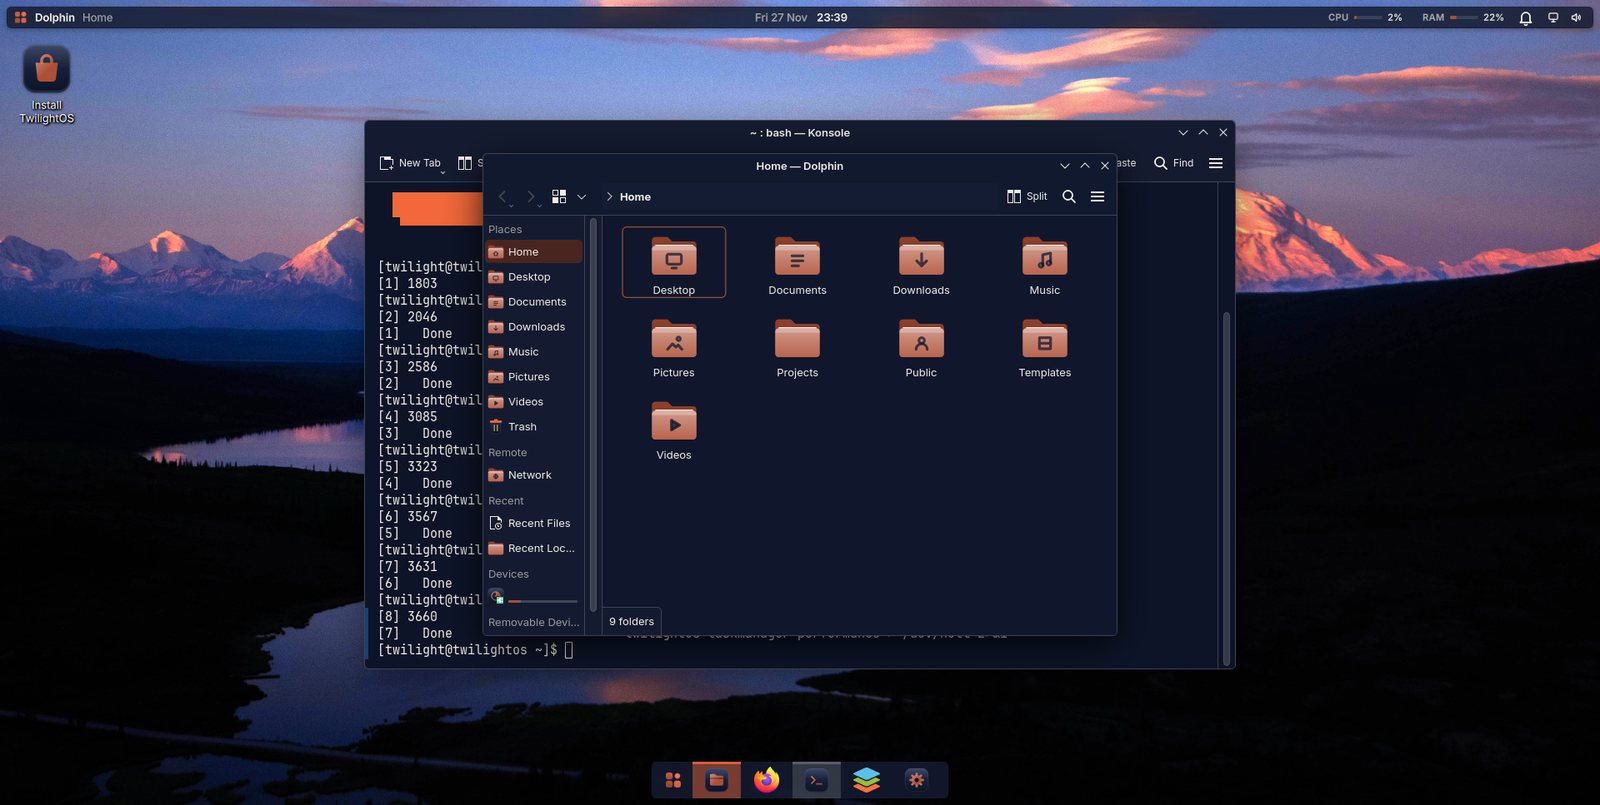 Dolphin Home
Fri 27 Nov 23:39
CPU 2% RAM 22%
Install
TwilightOS
~ : bash — Konsole
New Tab
Find
[twilight@twil
[1] 1803
[twilight@twil
[2] 2046
[1] Done
[twilight@twil
[3] 2586
[2] Done
[twilight@twil
[4] 3085
[3] Done
[twilight@twil
[5] 3323
[4] Done
[twilight@twil
[6] 3567
[5] Done
[twilight@twil
[7] 3631
[6] Done
[twilight@twil
[8] 3660
[7] Done
[twilight@twilightos ~]$
Home — Dolphin
Home
Split
Places
Home
Desktop
Documents
Downloads
Music
Pictures
Videos
Trash
Remote
Network
Recent
Recent Files
Recent Loc...
Devices
Removable Devi...
Desktop Documents Downloads Music
Pictures Projects Public Templates
Videos
9 folders